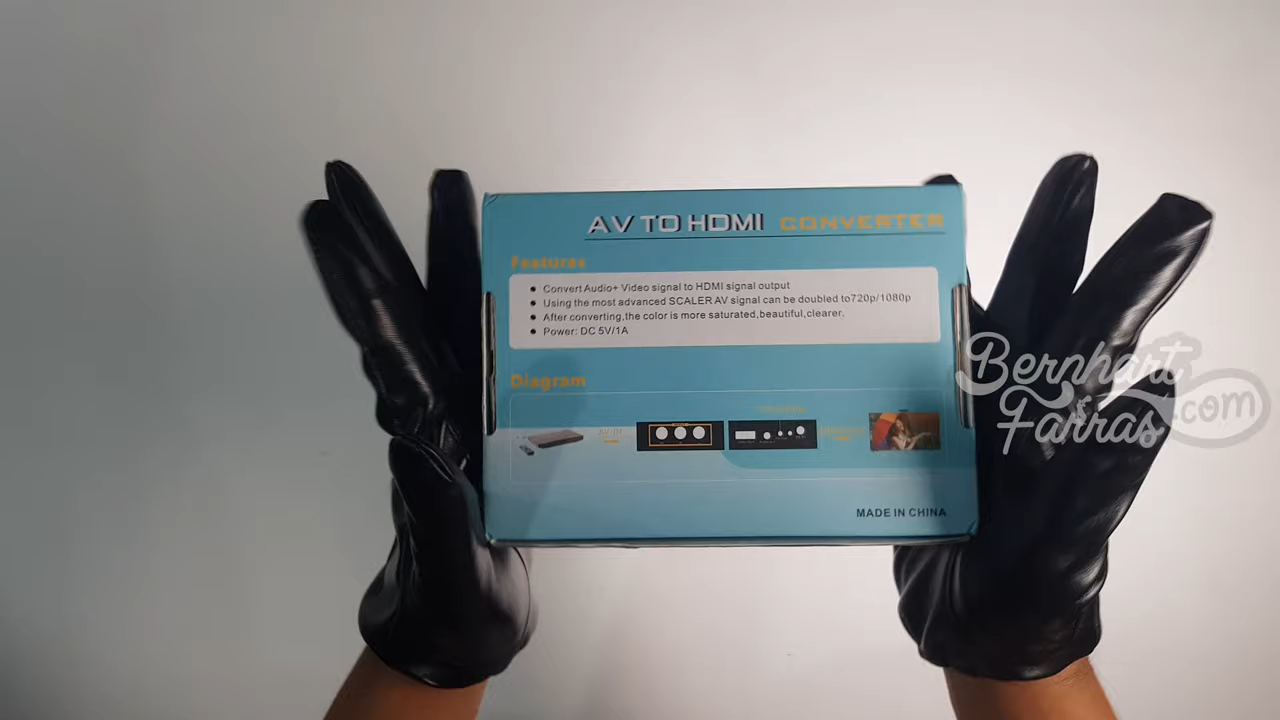 AV TO HDMI CONVERTER
Features
Convert Audio+ Video signal to HDMI signal output
Using the most advanced SCALER AV signal can be doubled to720p/1080p
After converting,the color is more saturated,beautiful,clearer.
Power: DC 5V/1A
Diagram
AV IN
MADE IN CHINA
Bernhart
Farras
.com